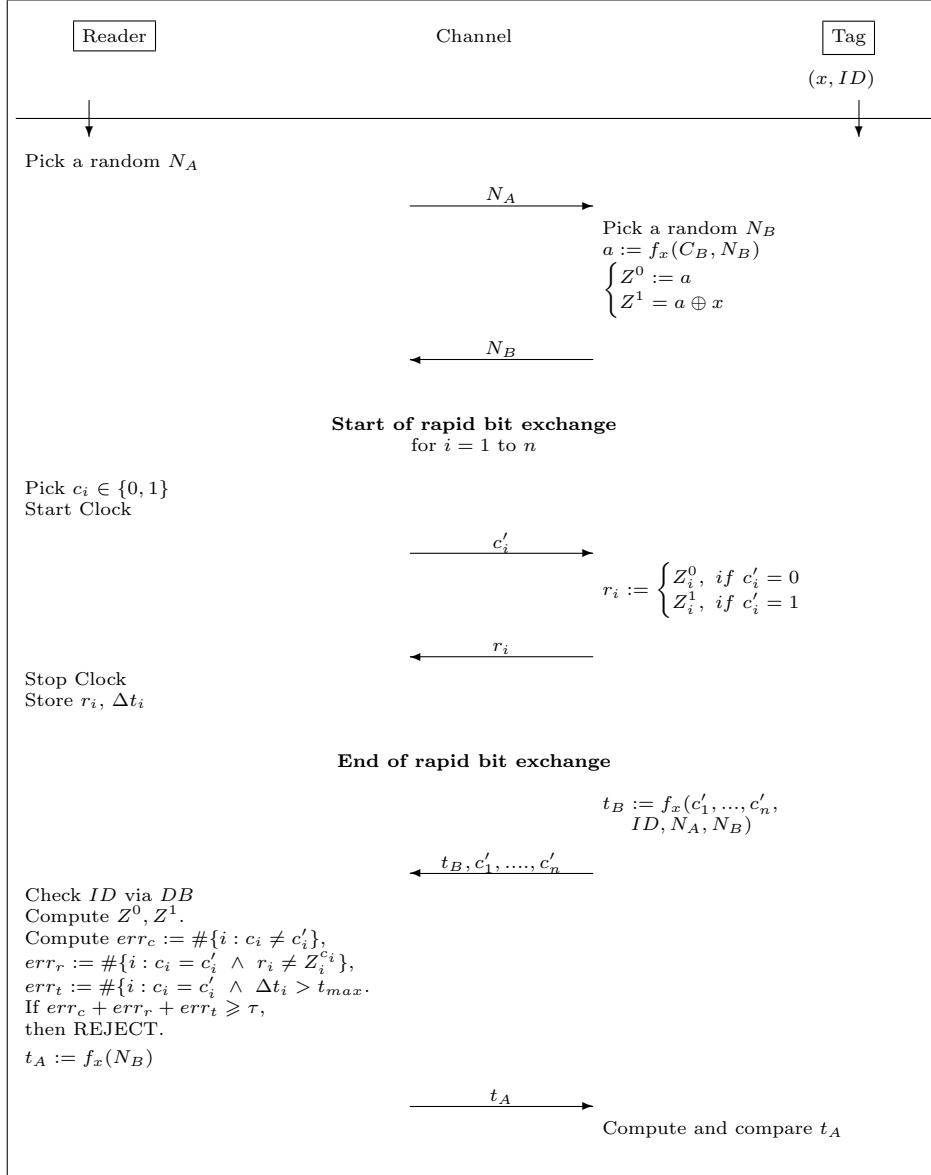 Reader Channel Tag
(x, ID)
Pick a random N_A
N_A
Pick a random N_B
a := f_x(C_B, N_B)
{ Z^0 := a
Z^1 = a ⊕ x
N_B
Start of rapid bit exchange
for i = 1 to n
Pick c_i ∈ {0, 1}
Start Clock
c'_i
r_i := { Z_i^0, if c'_i = 0
Z_i^1, if c'_i = 1
r_i
Stop Clock
Store r_i, Δt_i
End of rapid bit exchange
t_B := f_x(c'_1, ..., c'_n,
ID, N_A, N_B)
t_B, c'_1, ...., c'_n
Check ID via DB
Compute Z^0, Z^1.
Compute err_c := #{i : c_i ≠ c'_i},
err_r := #{i : c_i = c'_i ∧ r_i ≠ Z_i^{c_i}},
err_t := #{i : c_i = c'_i ∧ Δt_i > t_max.
If err_c + err_r + err_t ⩾ τ,
then REJECT.
t_A := f_x(N_B)
t_A
Compute and compare t_A